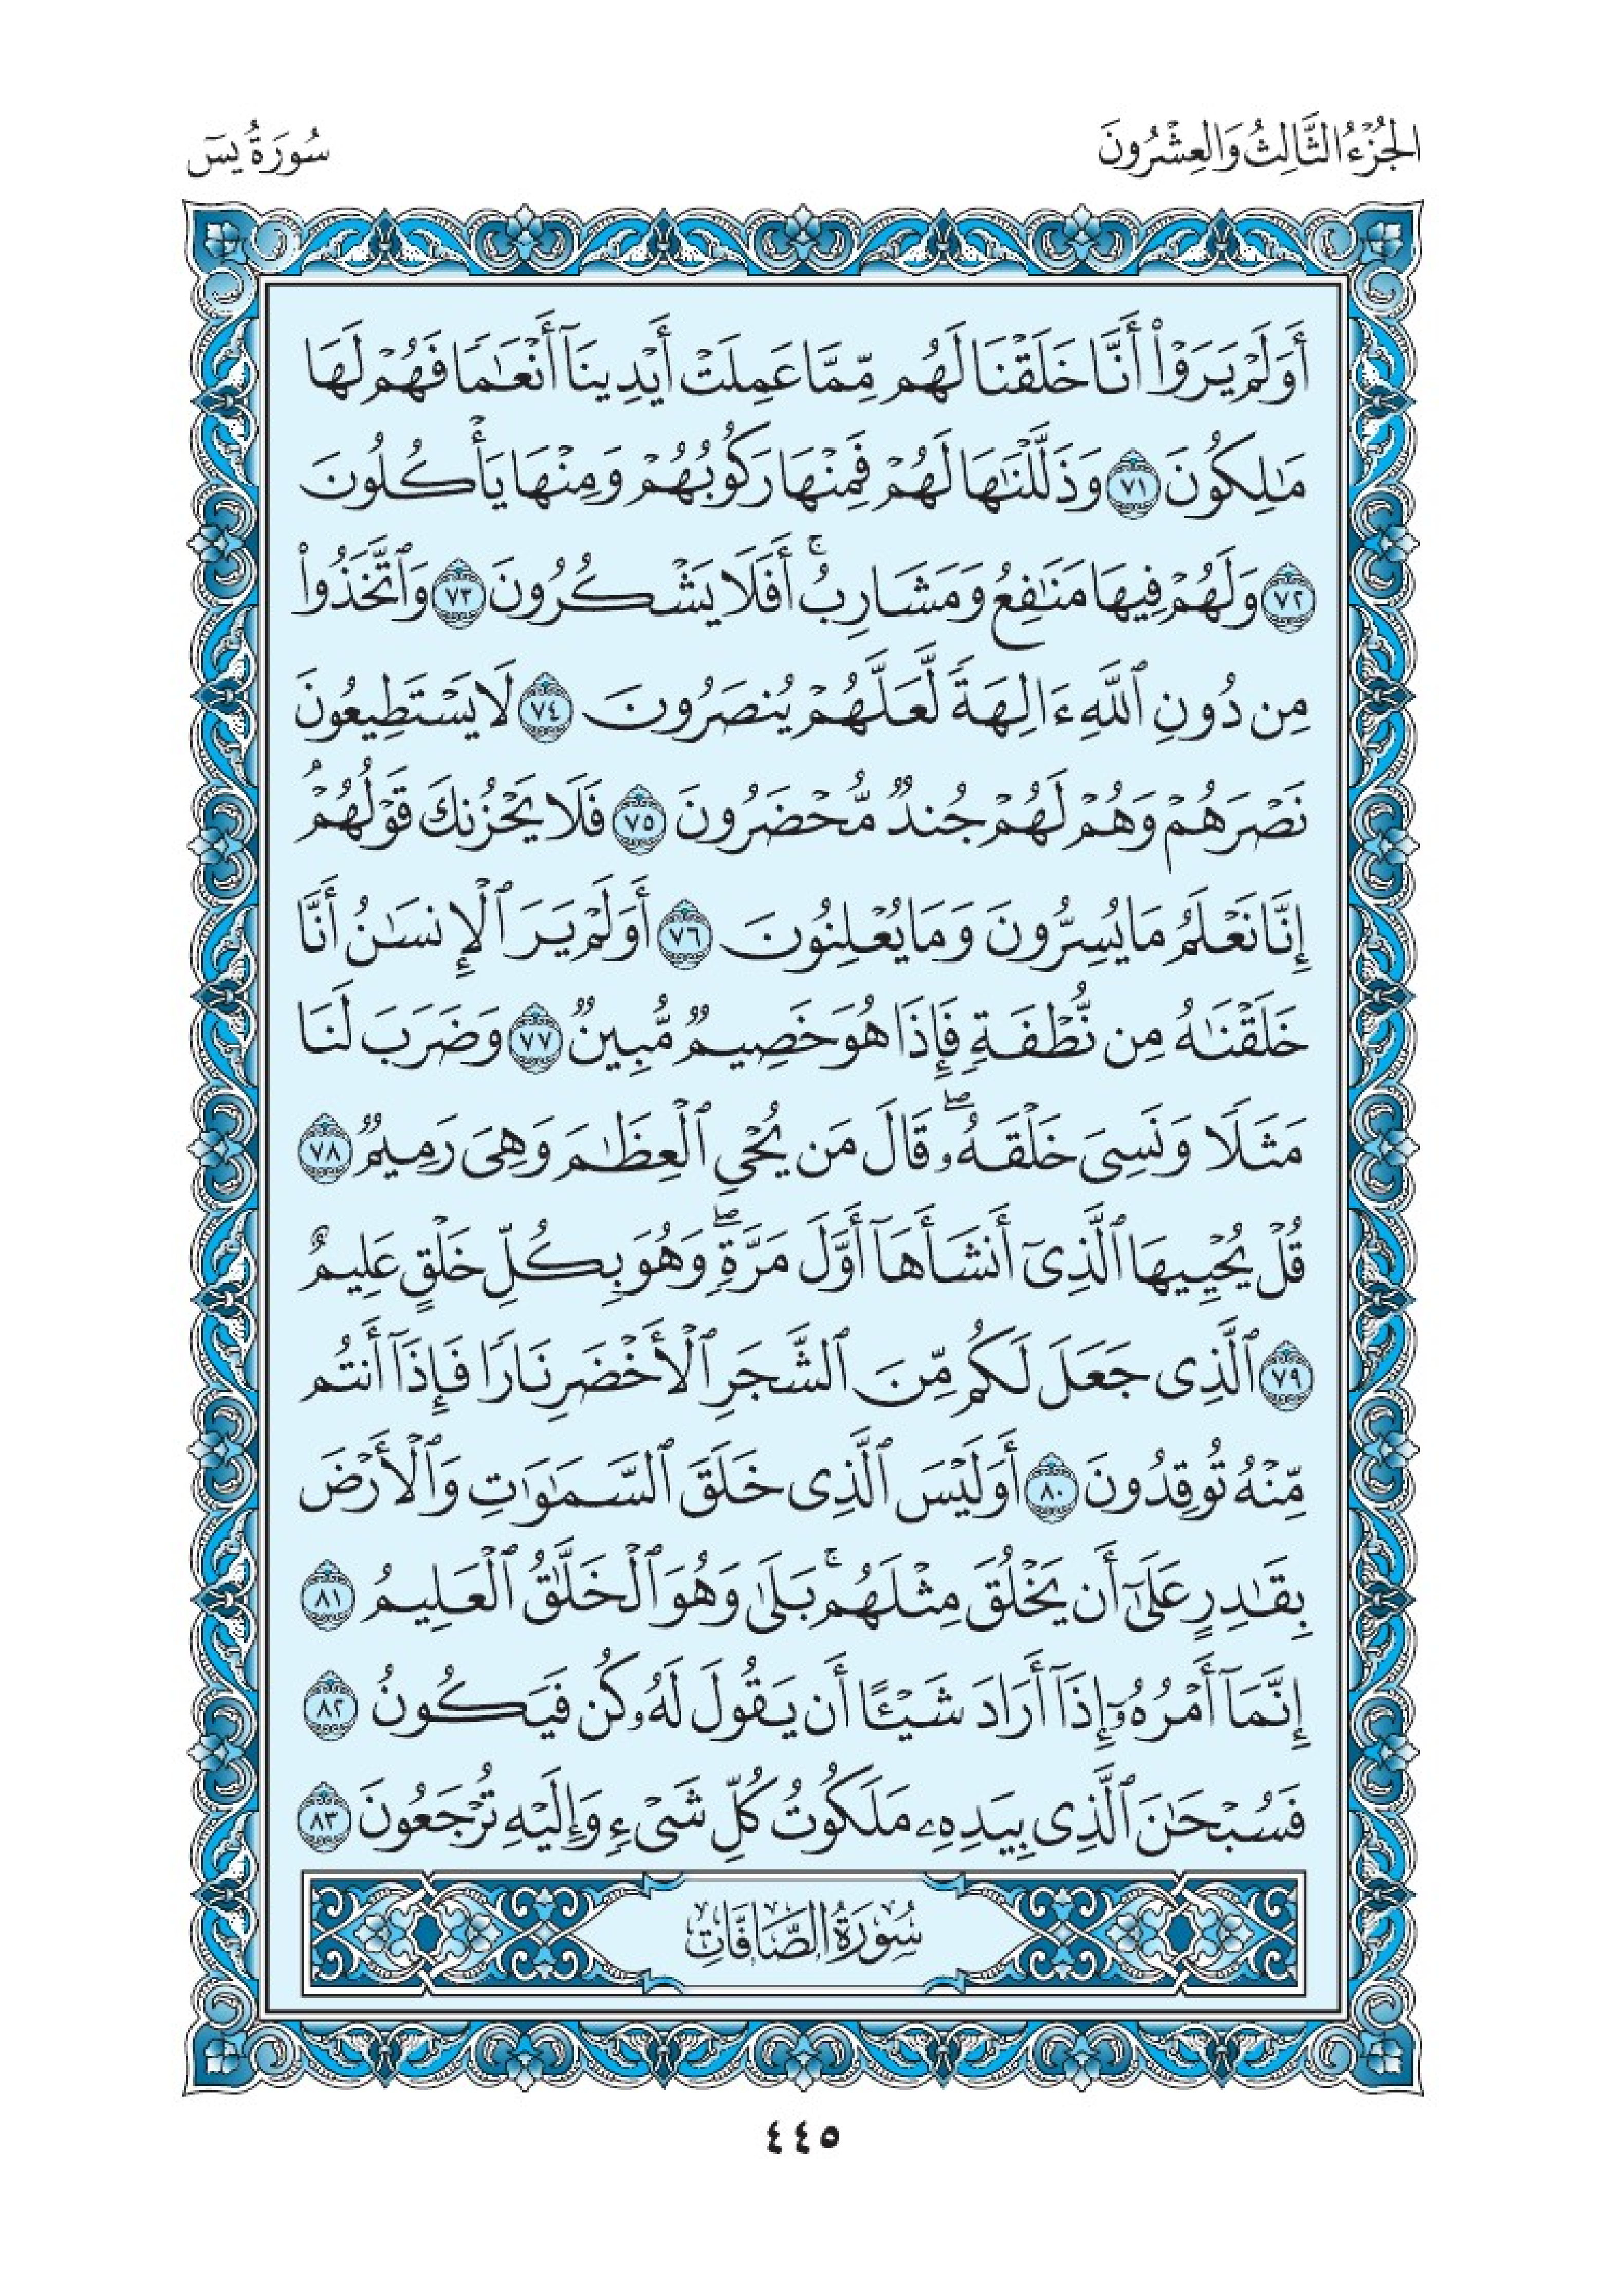 الجُزْءُ الثَّالِثُ وَالعِشْرُونَ
سُورَةُ يسٓ
أَوَلَمْ يَرَوْا۟ أَنَّا خَلَقْنَا لَهُم مِّمَّا عَمِلَتْ أَيْدِينَآ أَنْعَٰمًا فَهُمْ لَهَا
مَٰلِكُونَ ٧١ وَذَلَّلْنَٰهَا لَهُمْ فَمِنْهَا رَكُوبُهُمْ وَمِنْهَا يَأْكُلُونَ
٧٢ وَلَهُمْ فِيهَا مَنَٰفِعُ وَمَشَارِبُ ۚ أَفَلَا يَشْكُرُونَ ٧٣ وَٱتَّخَذُوا۟
مِن دُونِ ٱللَّهِ ءَالِهَةً لَّعَلَّهُمْ يُنصَرُونَ ٧٤ لَا يَسْتَطِيعُونَ
نَصْرَهُمْ وَهُمْ لَهُمْ جُندٌ مُّحْضَرُونَ ٧٥ فَلَا يَحْزُنكَ قَوْلُهُمْ ۘ
إِنَّا نَعْلَمُ مَا يُسِرُّونَ وَمَا يُعْلِنُونَ ٧٦ أَوَلَمْ يَرَ ٱلْإِنسَٰنُ أَنَّا
خَلَقْنَٰهُ مِن نُّطْفَةٍ فَإِذَا هُوَ خَصِيمٌ مُّبِينٌ ٧٧ وَضَرَبَ لَنَا
مَثَلًا وَنَسِىَ خَلْقَهُۥ ۖ قَالَ مَن يُحْىِ ٱلْعِظَٰمَ وَهِىَ رَمِيمٌ ٧٨
قُلْ يُحْيِيهَا ٱلَّذِىٓ أَنشَأَهَآ أَوَّلَ مَرَّةٍ ۖ وَهُوَ بِكُلِّ خَلْقٍ عَلِيمٌ
٧٩ ٱلَّذِى جَعَلَ لَكُم مِّنَ ٱلشَّجَرِ ٱلْأَخْضَرِ نَارًا فَإِذَآ أَنتُم
مِّنْهُ تُوقِدُونَ ٨٠ أَوَلَيْسَ ٱلَّذِى خَلَقَ ٱلسَّمَٰوَٰتِ وَٱلْأَرْضَ
بِقَٰدِرٍ عَلَىٰٓ أَن يَخْلُقَ مِثْلَهُم ۚ بَلَىٰ وَهُوَ ٱلْخَلَّٰقُ ٱلْعَلِيمُ ٨١
إِنَّمَآ أَمْرُهُۥٓ إِذَآ أَرَادَ شَيْـًٔا أَن يَقُولَ لَهُۥ كُن فَيَكُونُ ٨٢
فَسُبْحَٰنَ ٱلَّذِى بِيَدِهِۦ مَلَكُوتُ كُلِّ شَىْءٍ وَإِلَيْهِ تُرْجَعُونَ ٨٣
سُورَةُ الصَّافَّاتِ
٤٤٥